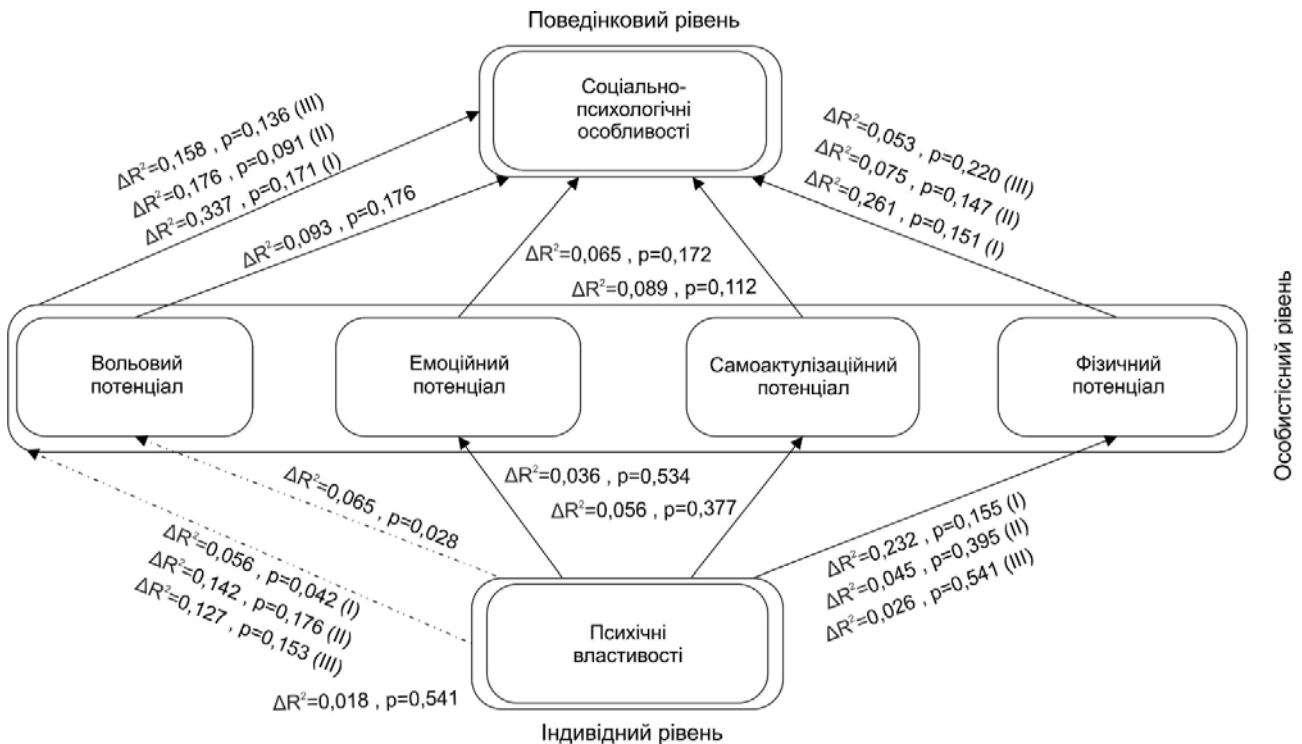 Поведінковий рівень
Соціально-
психологічні
особливості
ΔR²=0,158 , p=0,136 (III)
ΔR²=0,176 , p=0,091 (II)
ΔR²=0,337 , p=0,171 (I)
ΔR²=0,093 , p=0,176
ΔR²=0,065 , p=0,172
ΔR²=0,089 , p=0,112
ΔR²=0,053 , p=0,220 (III)
ΔR²=0,075 , p=0,147 (II)
ΔR²=0,261 , p=0,151 (I)
Вольовий
потенціал
Емоційний
потенціал
Самоактулізаційний
потенціал
Фізичний
потенціал
Особистісний рівень
ΔR²=0,065 , p=0,028
ΔR²=0,056 , p=0,042 (I)
ΔR²=0,142 , p=0,176 (II)
ΔR²=0,127 , p=0,153 (III)
ΔR²=0,018 , p=0,541
ΔR²=0,036 , p=0,534
ΔR²=0,056 , p=0,377
ΔR²=0,232 , p=0,155 (I)
ΔR²=0,045 , p=0,395 (II)
ΔR²=0,026 , p=0,541 (III)
Психічні
властивості
Індивідний рівень